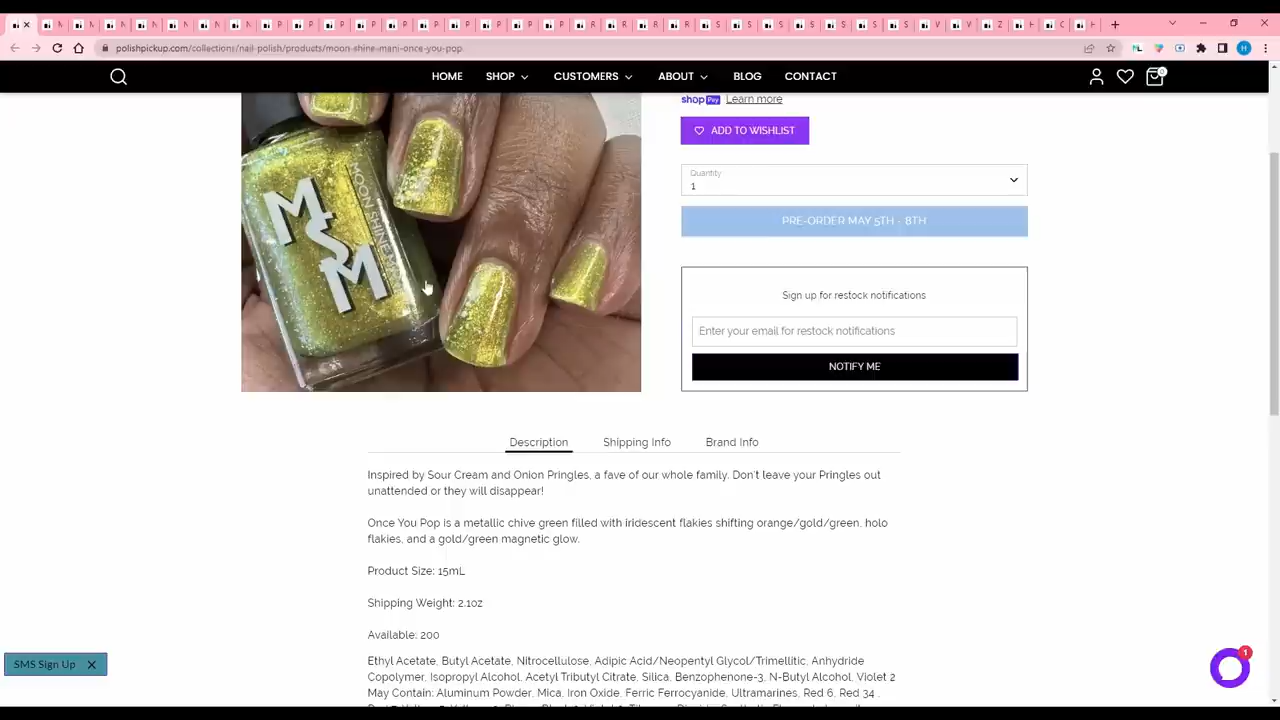 polishpickup.com/collections/nail-polish/products/moon-shine-mani-once-you-pop
HOME SHOP CUSTOMERS ABOUT BLOG CONTACT
0
shop Pay Learn more
ADD TO WISHLIST
Quantity
1
PRE-ORDER MAY 5TH - 8TH
MSM
MOON SHINE
Sign up for restock notifications
Enter your email for restock notifications
NOTIFY ME
Description Shipping Info Brand Info
Inspired by Sour Cream and Onion Pringles, a fave of our whole family. Don't leave your Pringles out
unattended or they will disappear!
Once You Pop is a metallic chive green filled with iridescent flakies shifting orange/gold/green, holo
flakies, and a gold/green magnetic glow.
Product Size: 15mL
Shipping Weight: 2.1oz
Available: 200
Ethyl Acetate, Butyl Acetate, Nitrocellulose, Adipic Acid/Neopentyl Glycol/Trimellitic, Anhydride
Copolymer, Isopropyl Alcohol, Acetyl Tributyl Citrate, Silica, Benzophenone-3, N-Butyl Alcohol, Violet 2
May Contain: Aluminum Powder, Mica, Iron Oxide, Ferric Ferrocyanide, Ultramarines, Red 6, Red 34 ,
SMS Sign Up
1